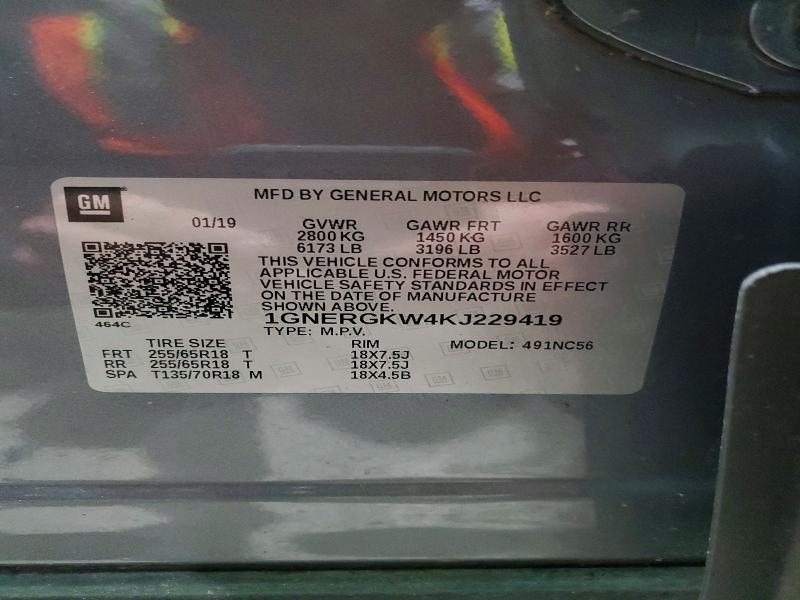 GM
MFD BY GENERAL MOTORS LLC
01/19 GVWR GAWR FRT GAWR RR
2800 KG 1450 KG 1600 KG
6173 LB 3196 LB 3527 LB
THIS VEHICLE CONFORMS TO ALL
APPLICABLE U.S. FEDERAL MOTOR
VEHICLE SAFETY STANDARDS IN EFFECT
ON THE DATE OF MANUFACTURE
SHOWN ABOVE.
1GNERGKW4KJ229419
464C
TYPE: M.P.V.
TIRE SIZE RIM MODEL: 491NC56
FRT 255/65R18 T 18X7.5J
RR 255/65R18 T 18X7.5J
SPA T135/70R18 M 18X4.5B